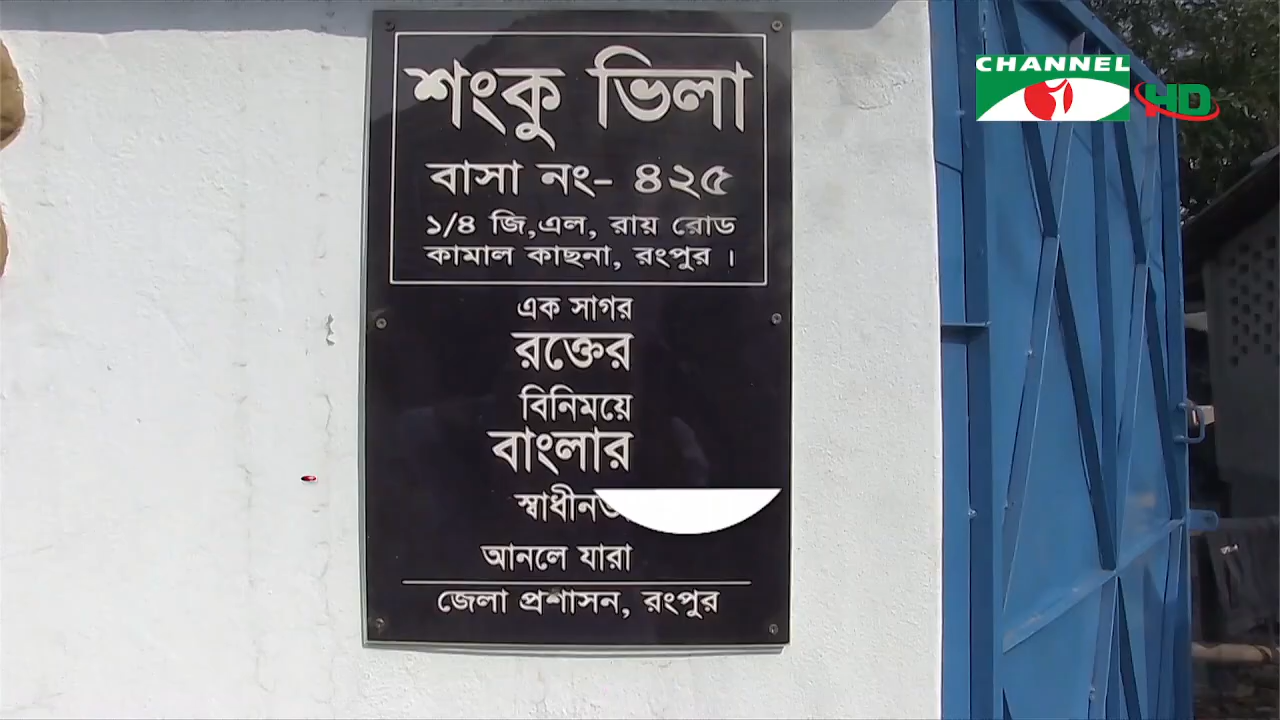 শংকু ভিলা
বাসা নং- ৪২৫
১/৪ জি,এল, রায় রোড
কামাল কাছনা, রংপুর ।
এক সাগর
রক্তের
বিনিময়ে
বাংলার
আনলে যারা
জেলা প্রশাসন, রংপুর
CHANNEL
HD